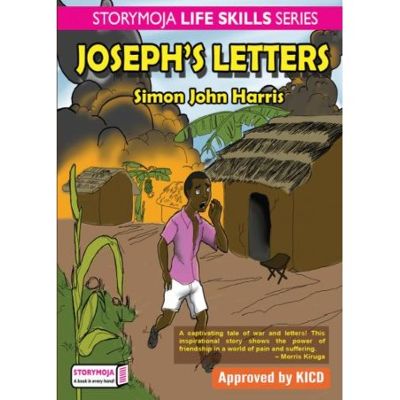 STORYMOJA LIFE SKILLS SERIES
JOSEPH'S LETTERS
Simon John Harris
A captivating tale of war and letters! This
inspirational story shows the power of
friendship in a world of pain and suffering.
– Morris Kiruga
STORYMOJA
A book in every hand!
Approved by KICD